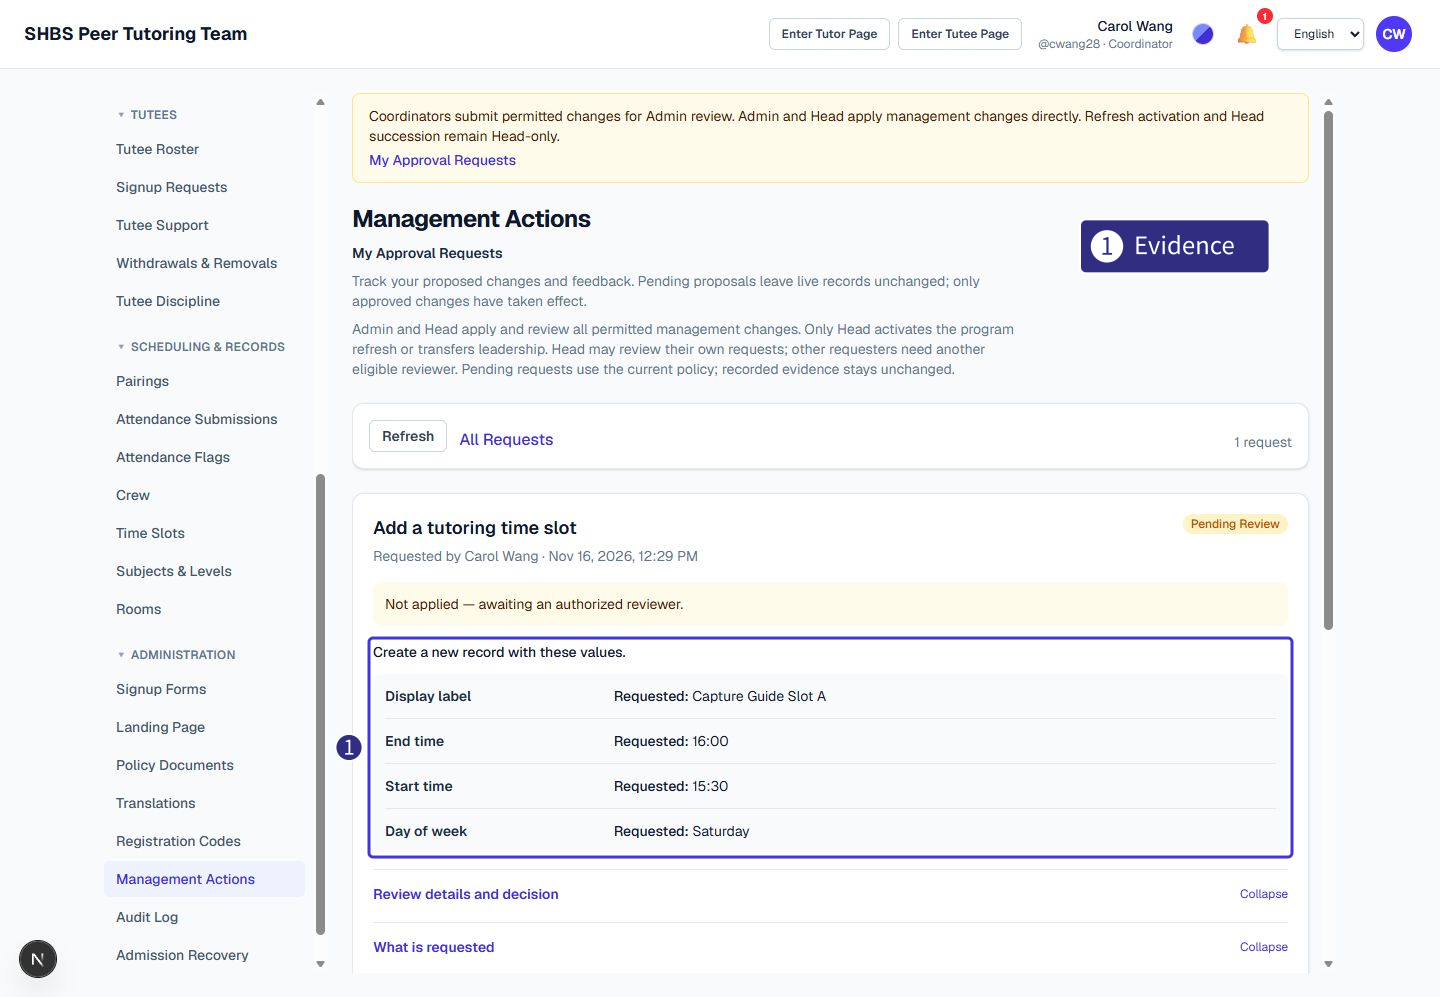 SHBS Peer Tutoring Team
Enter Tutor Page
Enter Tutee Page
Carol Wang
@cwang28 · Coordinator
1
English
CW
TUTEES
Tutee Roster
Signup Requests
Tutee Support
Withdrawals & Removals
Tutee Discipline
SCHEDULING & RECORDS
Pairings
Attendance Submissions
Attendance Flags
Crew
Time Slots
Subjects & Levels
Rooms
ADMINISTRATION
Signup Forms
Landing Page
Policy Documents
Translations
Registration Codes
Management Actions
Audit Log
Admission Recovery
N
Coordinators submit permitted changes for Admin review. Admin and Head apply management changes directly. Refresh activation and Head
succession remain Head-only.
My Approval Requests
Management Actions
1 Evidence
My Approval Requests
Track your proposed changes and feedback. Pending proposals leave live records unchanged; only
approved changes have taken effect.
Admin and Head apply and review all permitted management changes. Only Head activates the program
refresh or transfers leadership. Head may review their own requests; other requesters need another
eligible reviewer. Pending requests use the current policy; recorded evidence stays unchanged.
Refresh
All Requests
1 request
Add a tutoring time slot
Pending Review
Requested by Carol Wang · Nov 16, 2026, 12:29 PM
Not applied — awaiting an authorized reviewer.
Create a new record with these values.
Display label Requested: Capture Guide Slot A
End time Requested: 16:00
1
Start time Requested: 15:30
Day of week Requested: Saturday
Review details and decision Collapse
What is requested Collapse